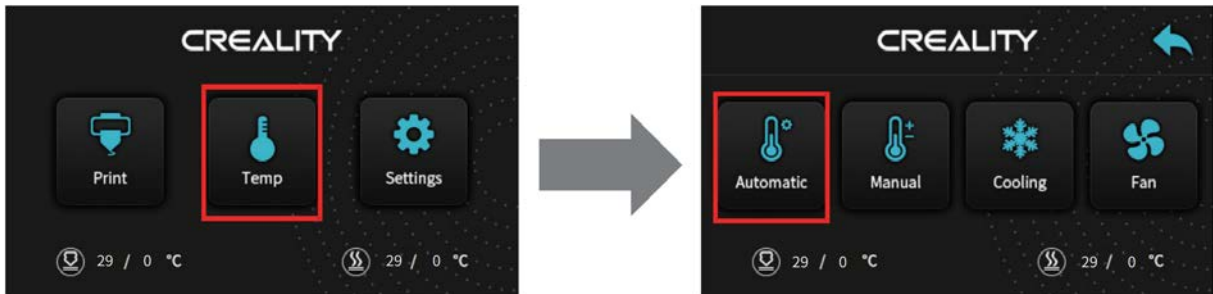 CREALITY
Print
Temp
Settings
29 / 0 °C
29 / 0 °C
CREALITY
Automatic
Manual
Cooling
Fan
29 / 0 °C
29 / 0 °C